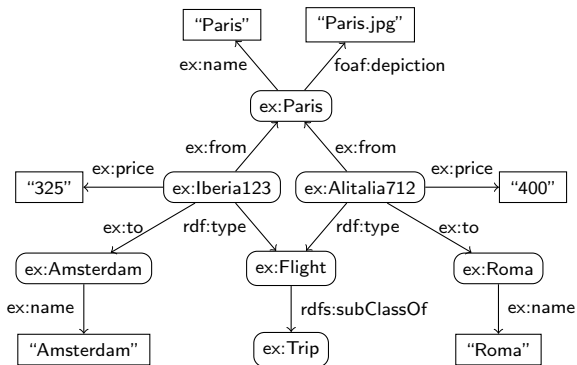 “Paris”
“Paris.jpg”
ex:name
foaf:depiction
ex:Paris
ex:from
ex:from
“325”
ex:price
ex:Iberia123
ex:Alitalia712
ex:price
“400”
ex:to
rdf:type
rdf:type
ex:to
ex:Amsterdam
ex:Flight
ex:Roma
ex:name
rdfs:subClassOf
ex:name
“Amsterdam”
ex:Trip
“Roma”